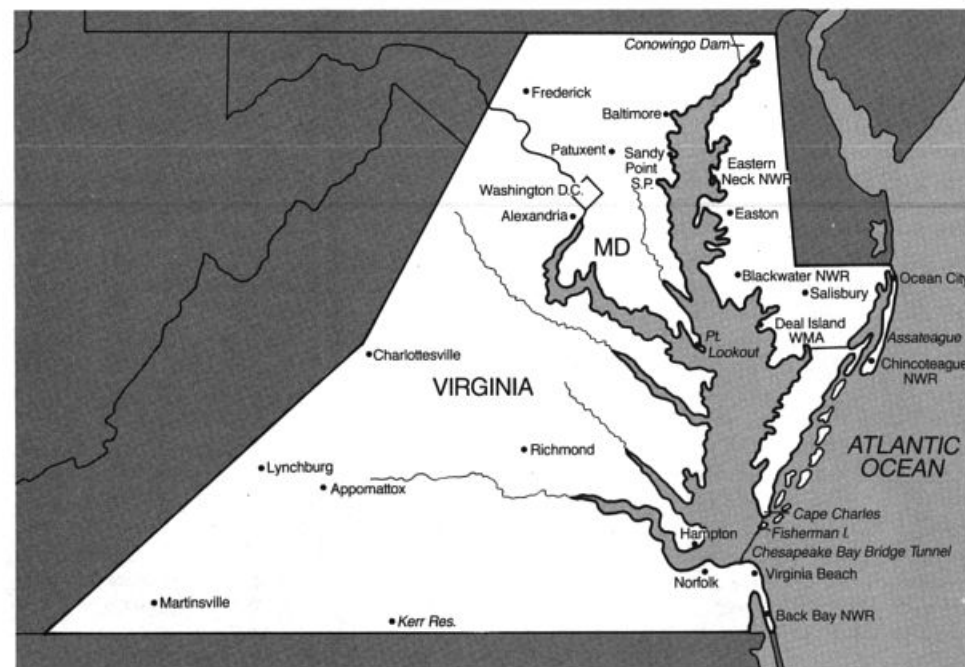 Conowingo Dam
Frederick
Baltimore
Patuxent
Sandy
Point
S.P.
Eastern
Neck NWR
Washington D.C.
Alexandria
Easton
MD
Blackwater NWR
Ocean City
Salisbury
Deal Island
WMA
Assateague
Pt.
Lookout
Charlottesville
Chincoteague
NWR
VIRGINIA
Richmond
ATLANTIC
OCEAN
Lynchburg
Appomattox
Cape Charles
Fisherman I.
Hampton
Chesapeake Bay Bridge Tunnel
Norfolk
Virginia Beach
Martinsville
Back Bay NWR
Kerr Res.